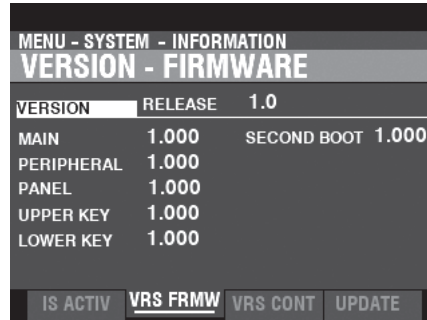 MENU - SYSTEM - INFORMATION
VERSION - FIRMWARE
VERSION RELEASE 1.0
MAIN 1.000 SECOND BOOT 1.000
PERIPHERAL 1.000
PANEL 1.000
UPPER KEY 1.000
LOWER KEY 1.000
IS ACTIV VRS FRMW VRS CONT UPDATE